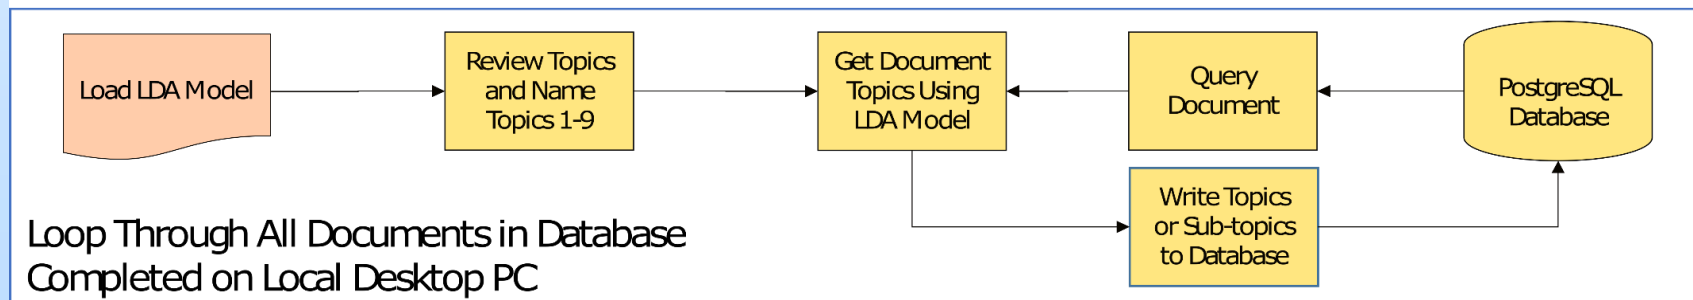 Load LDA Model
Review Topics
and Name
Topics 1-9
Get Document
Topics Using
LDA Model
Query
Document
PostgreSQL
Database
Write Topics
or Sub-topics
to Database
Loop Through All Documents in Database
Completed on Local Desktop PC